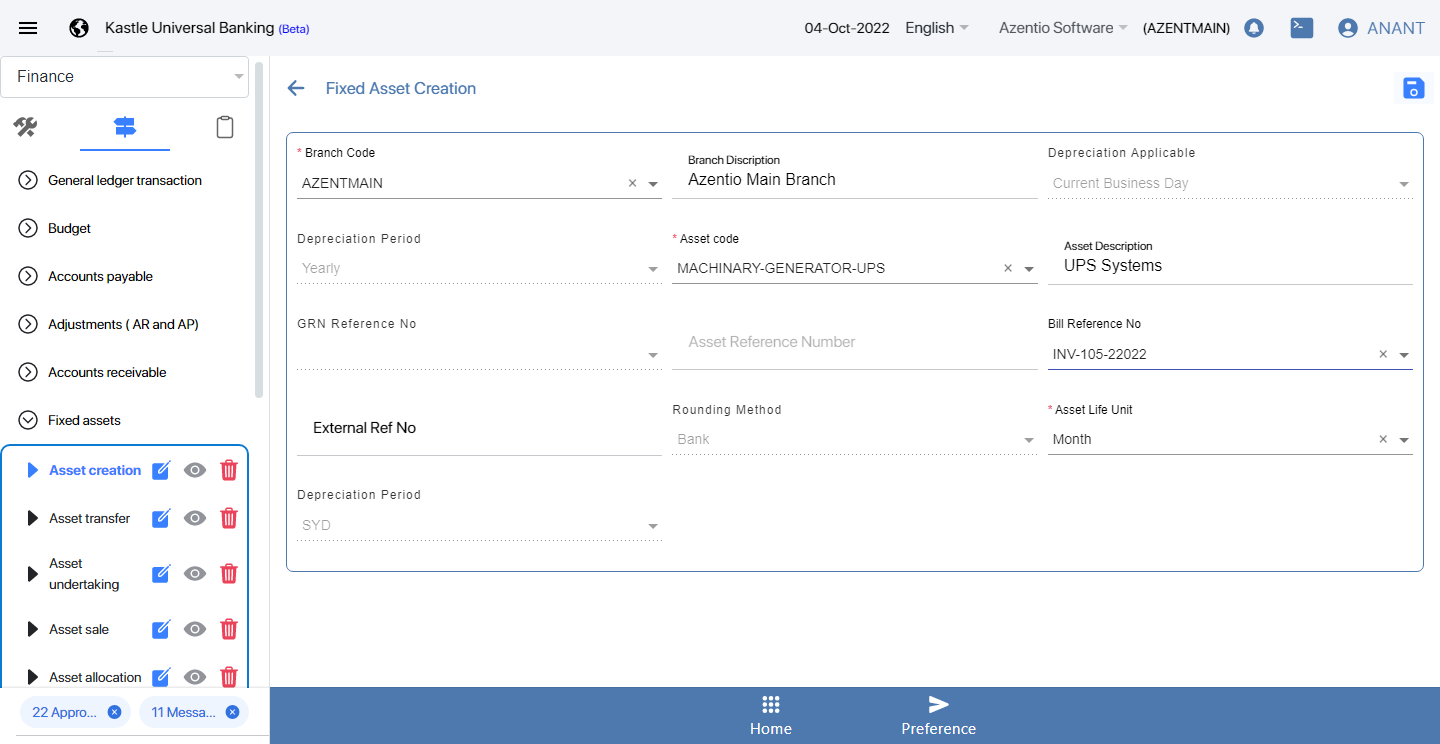 Kastle Universal Banking (Beta)
04-Oct-2022
English
Azentio Software
(AZENTMAIN)
ANANT
Finance
General ledger transaction
Budget
Accounts payable
Adjustments ( AR and AP)
Accounts receivable
Fixed assets
Asset creation
Asset transfer
Asset
undertaking
Asset sale
Asset allocation
22 Appro...
11 Messa...
Fixed Asset Creation
* Branch Code
AZENTMAIN
Branch Discription
Azentio Main Branch
Depreciation Applicable
Current Business Day
Depreciation Period
Yearly
* Asset code
MACHINARY-GENERATOR-UPS
Asset Description
UPS Systems
GRN Reference No
Asset Reference Number
Bill Reference No
INV-105-22022
External Ref No
Rounding Method
Bank
* Asset Life Unit
Month
Depreciation Period
SYD
Home
Preference